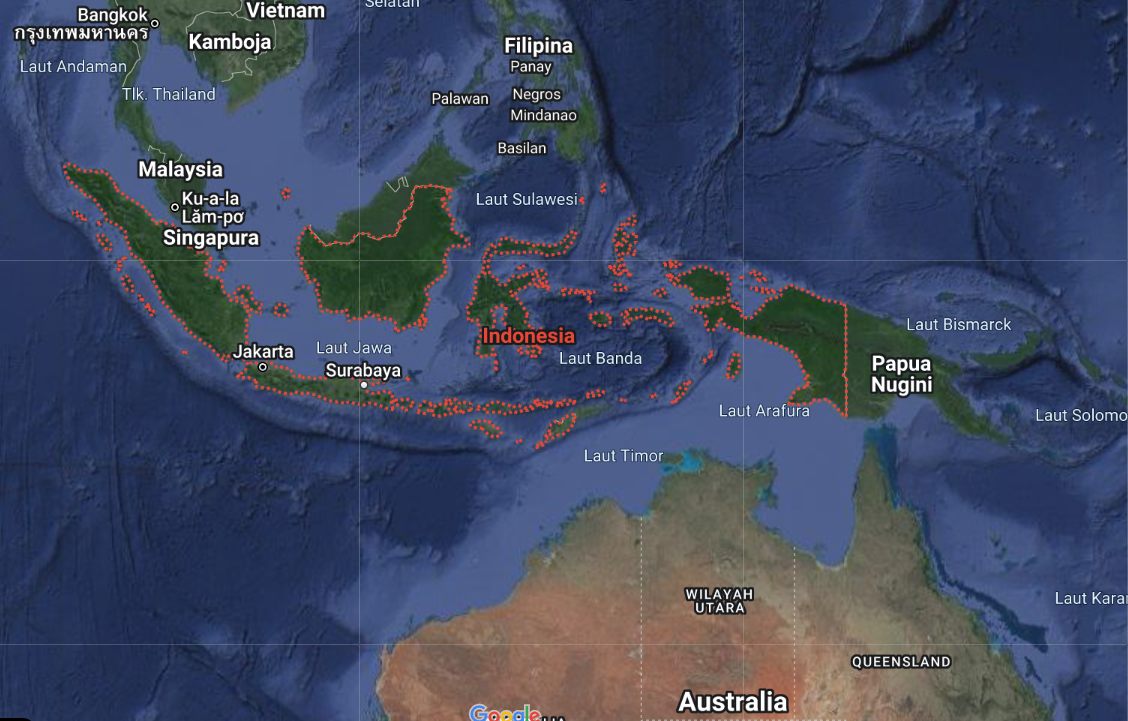 Selatan
Vietnam
Bangkok
กรุงเทพมหานคร
Kamboja
Filipina
Panay
Laut Andaman
Tlk. Thailand
Palawan
Negros
Mindanao
Basilan
Malaysia
Ku-a-la
Lăm-pơ
Laut Sulawesi
Singapura
Indonesia
Laut Bismarck
Jakarta
Laut Jawa
Laut Banda
Surabaya
Papua
Nugini
Laut Arafura
Laut Solomo
Laut Timor
WILAYAH
UTARA
Laut Karar
QUEENSLAND
Australia
Google